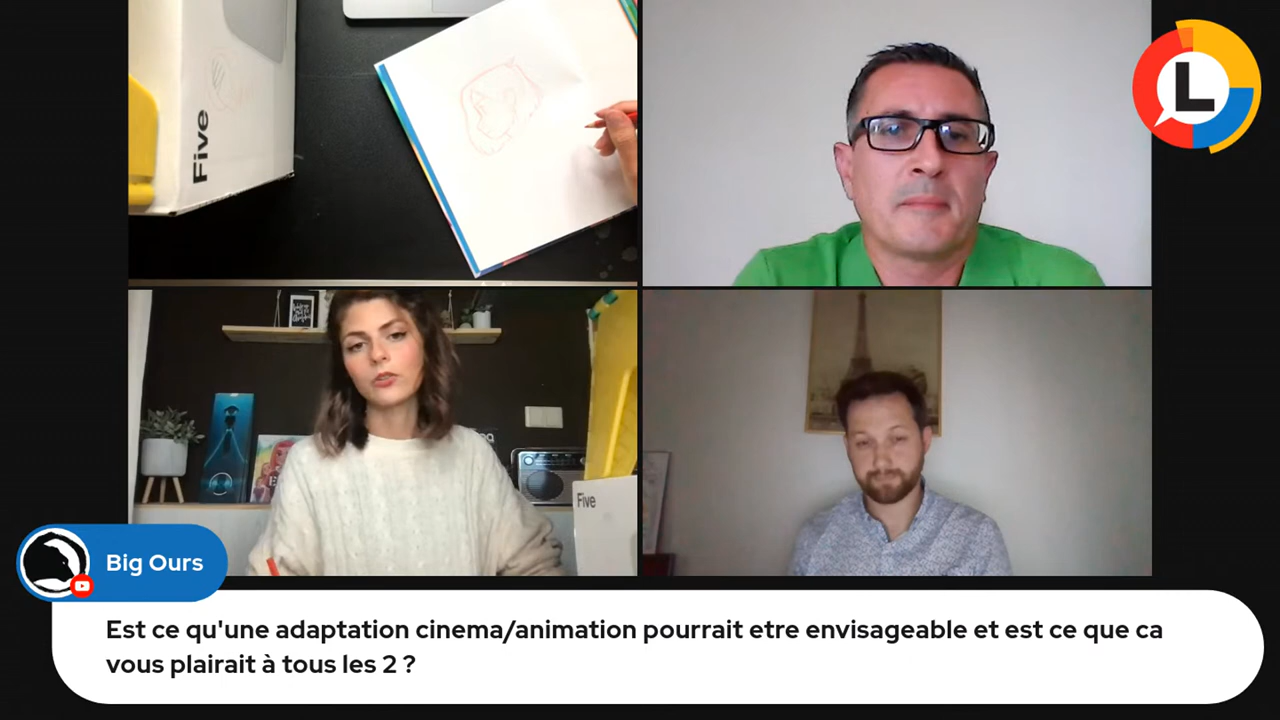 Five
L
Five
Big Ours
Est ce qu'une adaptation cinema/animation pourrait etre envisageable et est ce que ca
vous plairait à tous les 2 ?